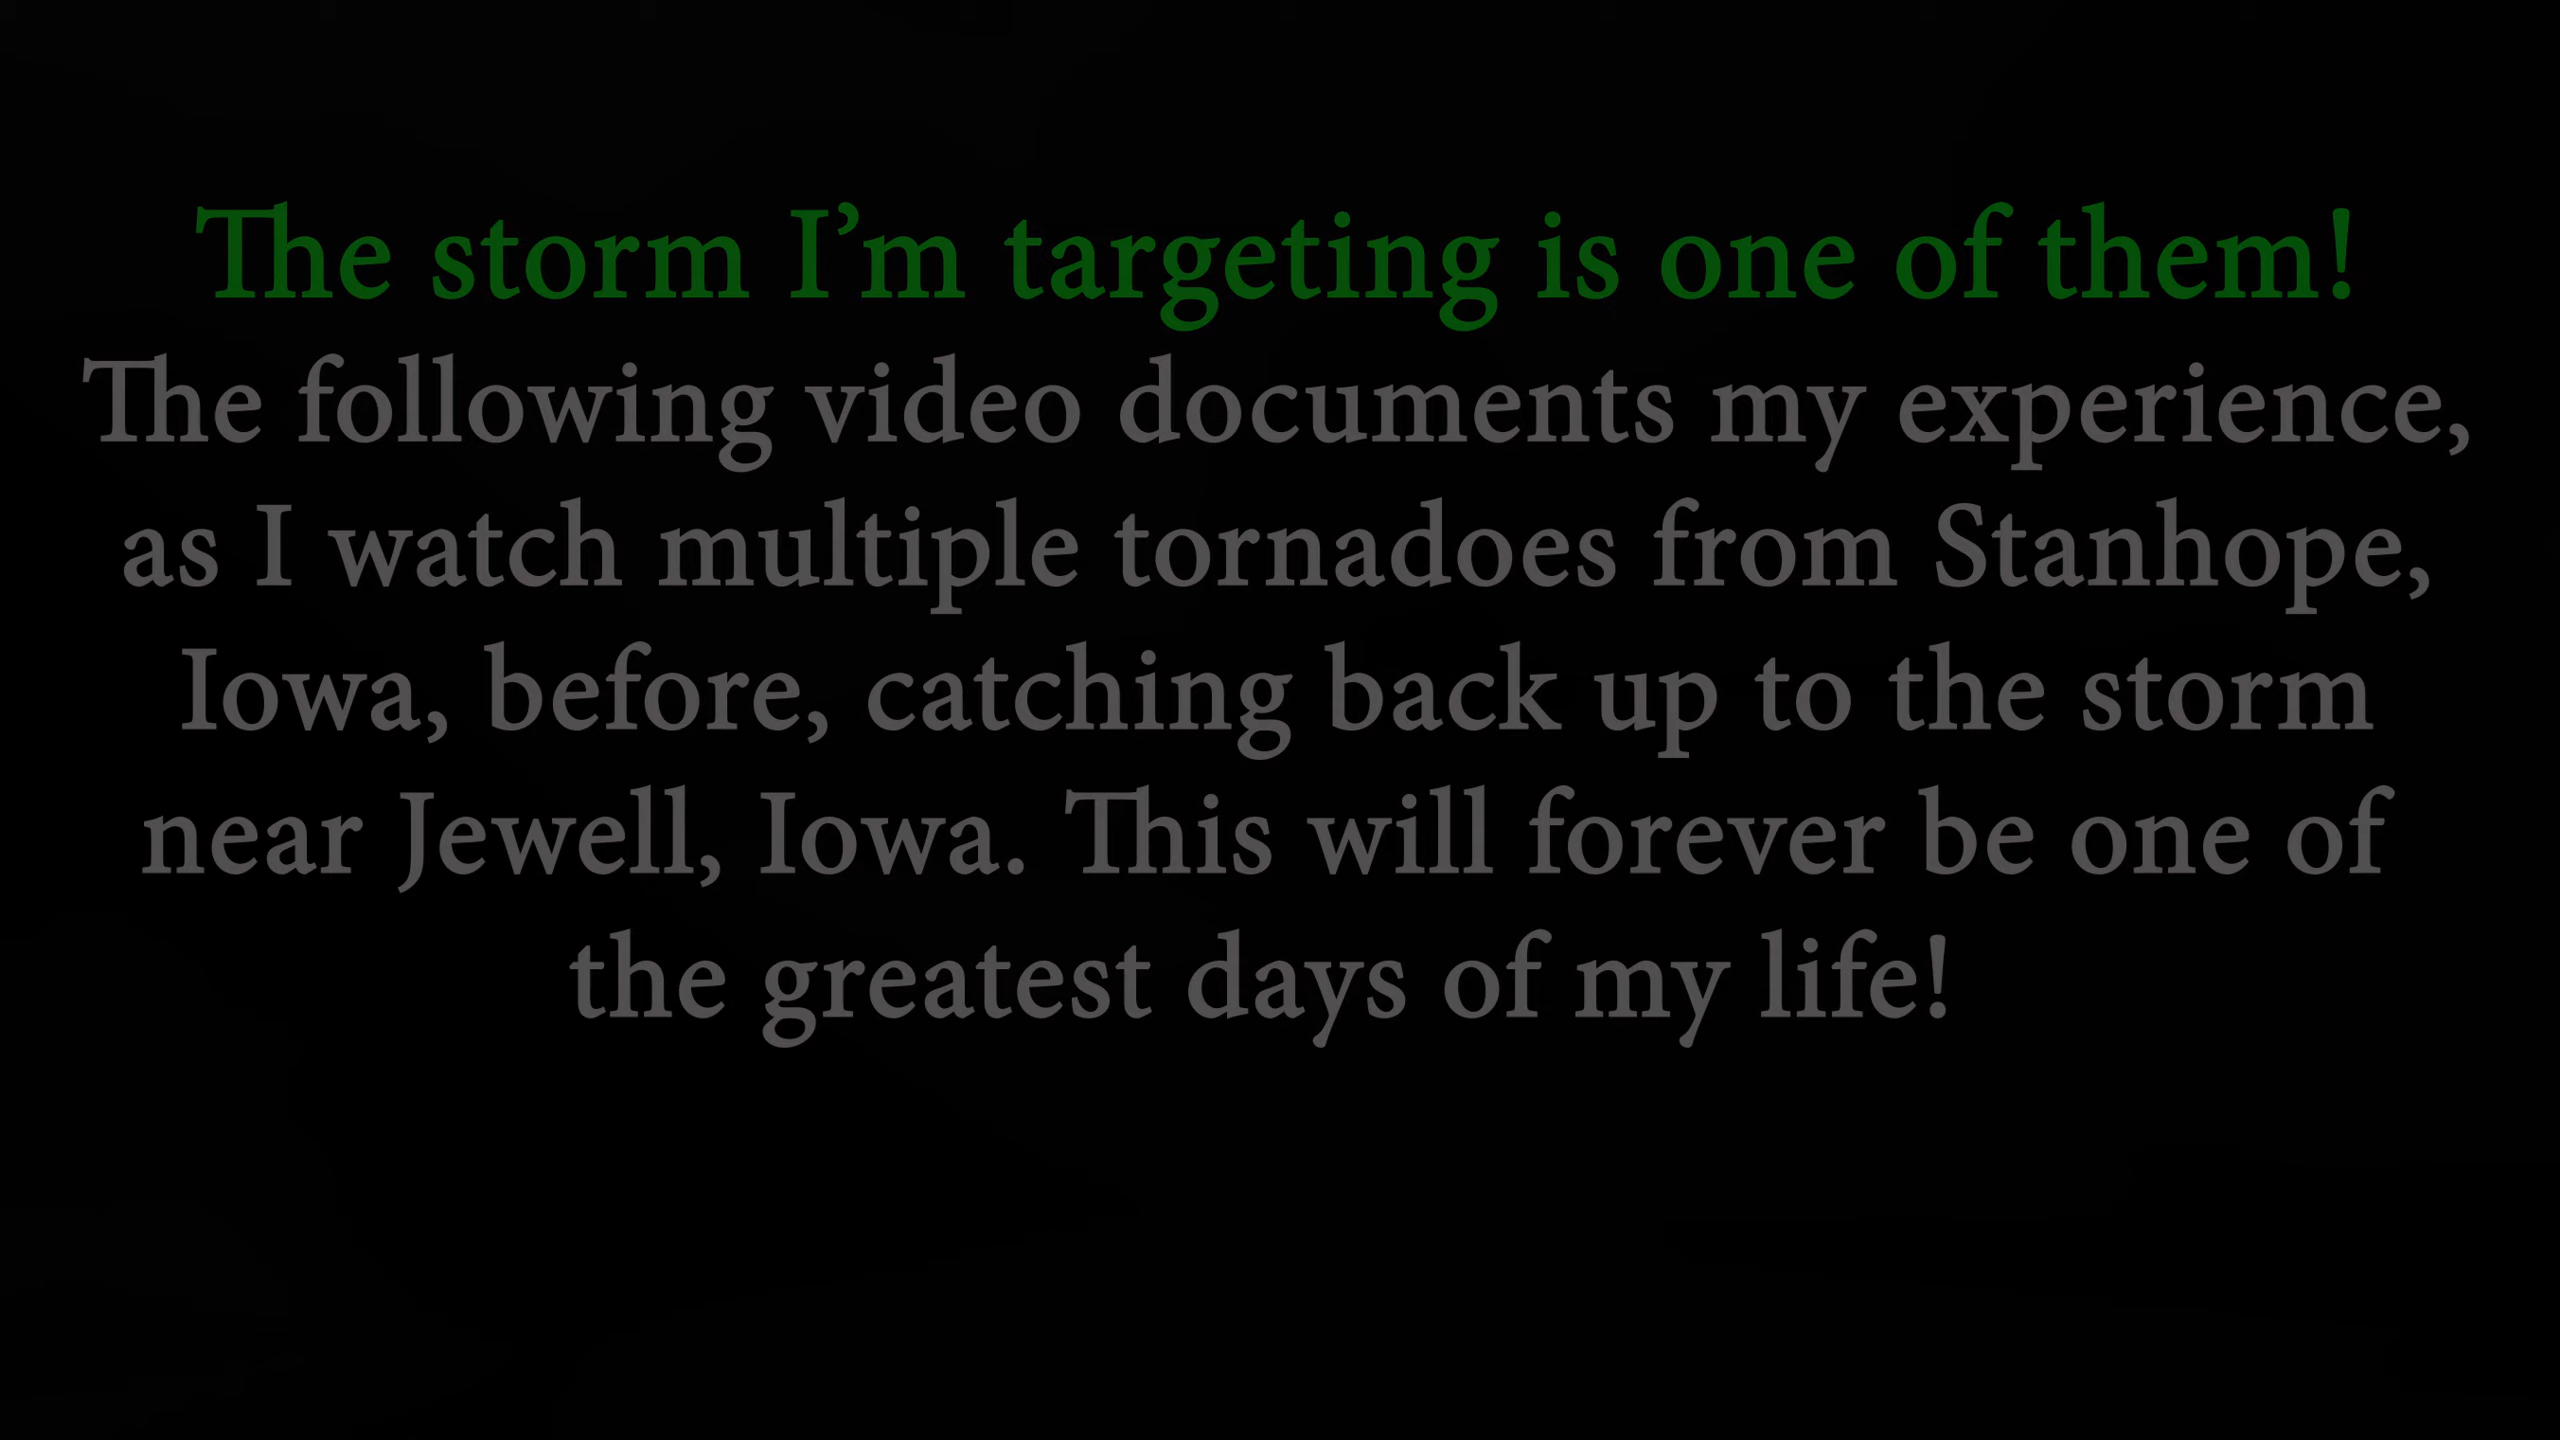 The storm I’m targeting is one of them!
The following video documents my experience,
as I watch multiple tornadoes from Stanhope,
Iowa, before, catching back up to the storm
near Jewell, Iowa. This will forever be one of
the greatest days of my life!